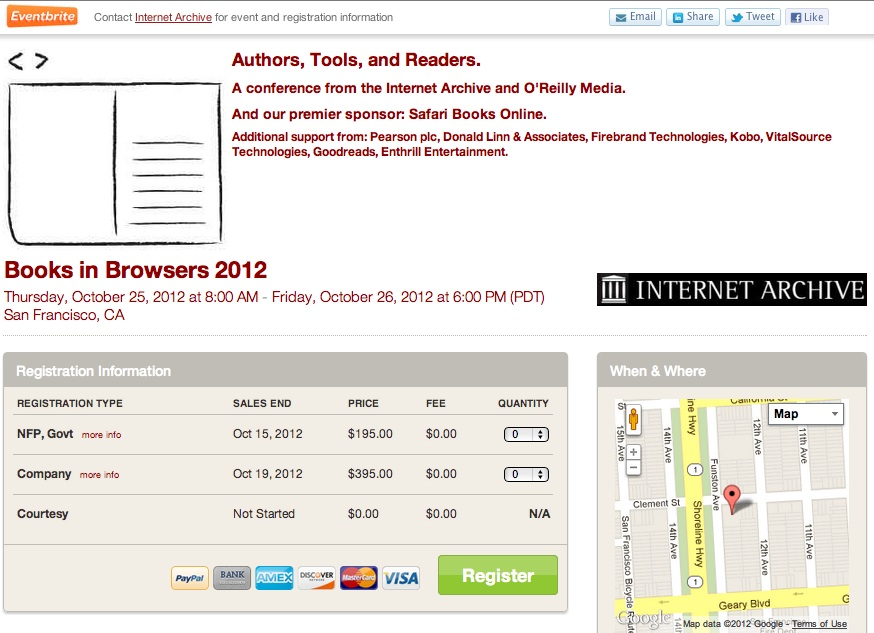 Eventbrite Contact Internet Archive for event and registration information Email Share Tweet Like
< >
Authors, Tools, and Readers.
A conference from the Internet Archive and O'Reilly Media.
And our premier sponsor: Safari Books Online.
Additional support from: Pearson plc, Donald Linn & Associates, Firebrand Technologies, Kobo, VitalSource
Technologies, Goodreads, Enthrill Entertainment.
Books in Browsers 2012
Thursday, October 25, 2012 at 8:00 AM - Friday, October 26, 2012 at 6:00 PM (PDT)
San Francisco, CA
INTERNET ARCHIVE
Registration Information
REGISTRATION TYPE SALES END PRICE FEE QUANTITY
NFP, Govt more info Oct 15, 2012 $195.00 $0.00 0
Company more info Oct 19, 2012 $395.00 $0.00 0
Courtesy Not Started $0.00 $0.00 N/A
PayPal BANK AMEX DISCOVER MasterCard VISA Register
When & Where
Map
15th Ave
14th Ave
12th Ave
11th Ave
1
Funston Ave
Clement St
Shoreline Hwy
San Francisco Bicycle Rou
14th Ave
12th Ave
11th Ave
1
Geary Blvd
Google
Map data ©2012 Google - Terms of Use